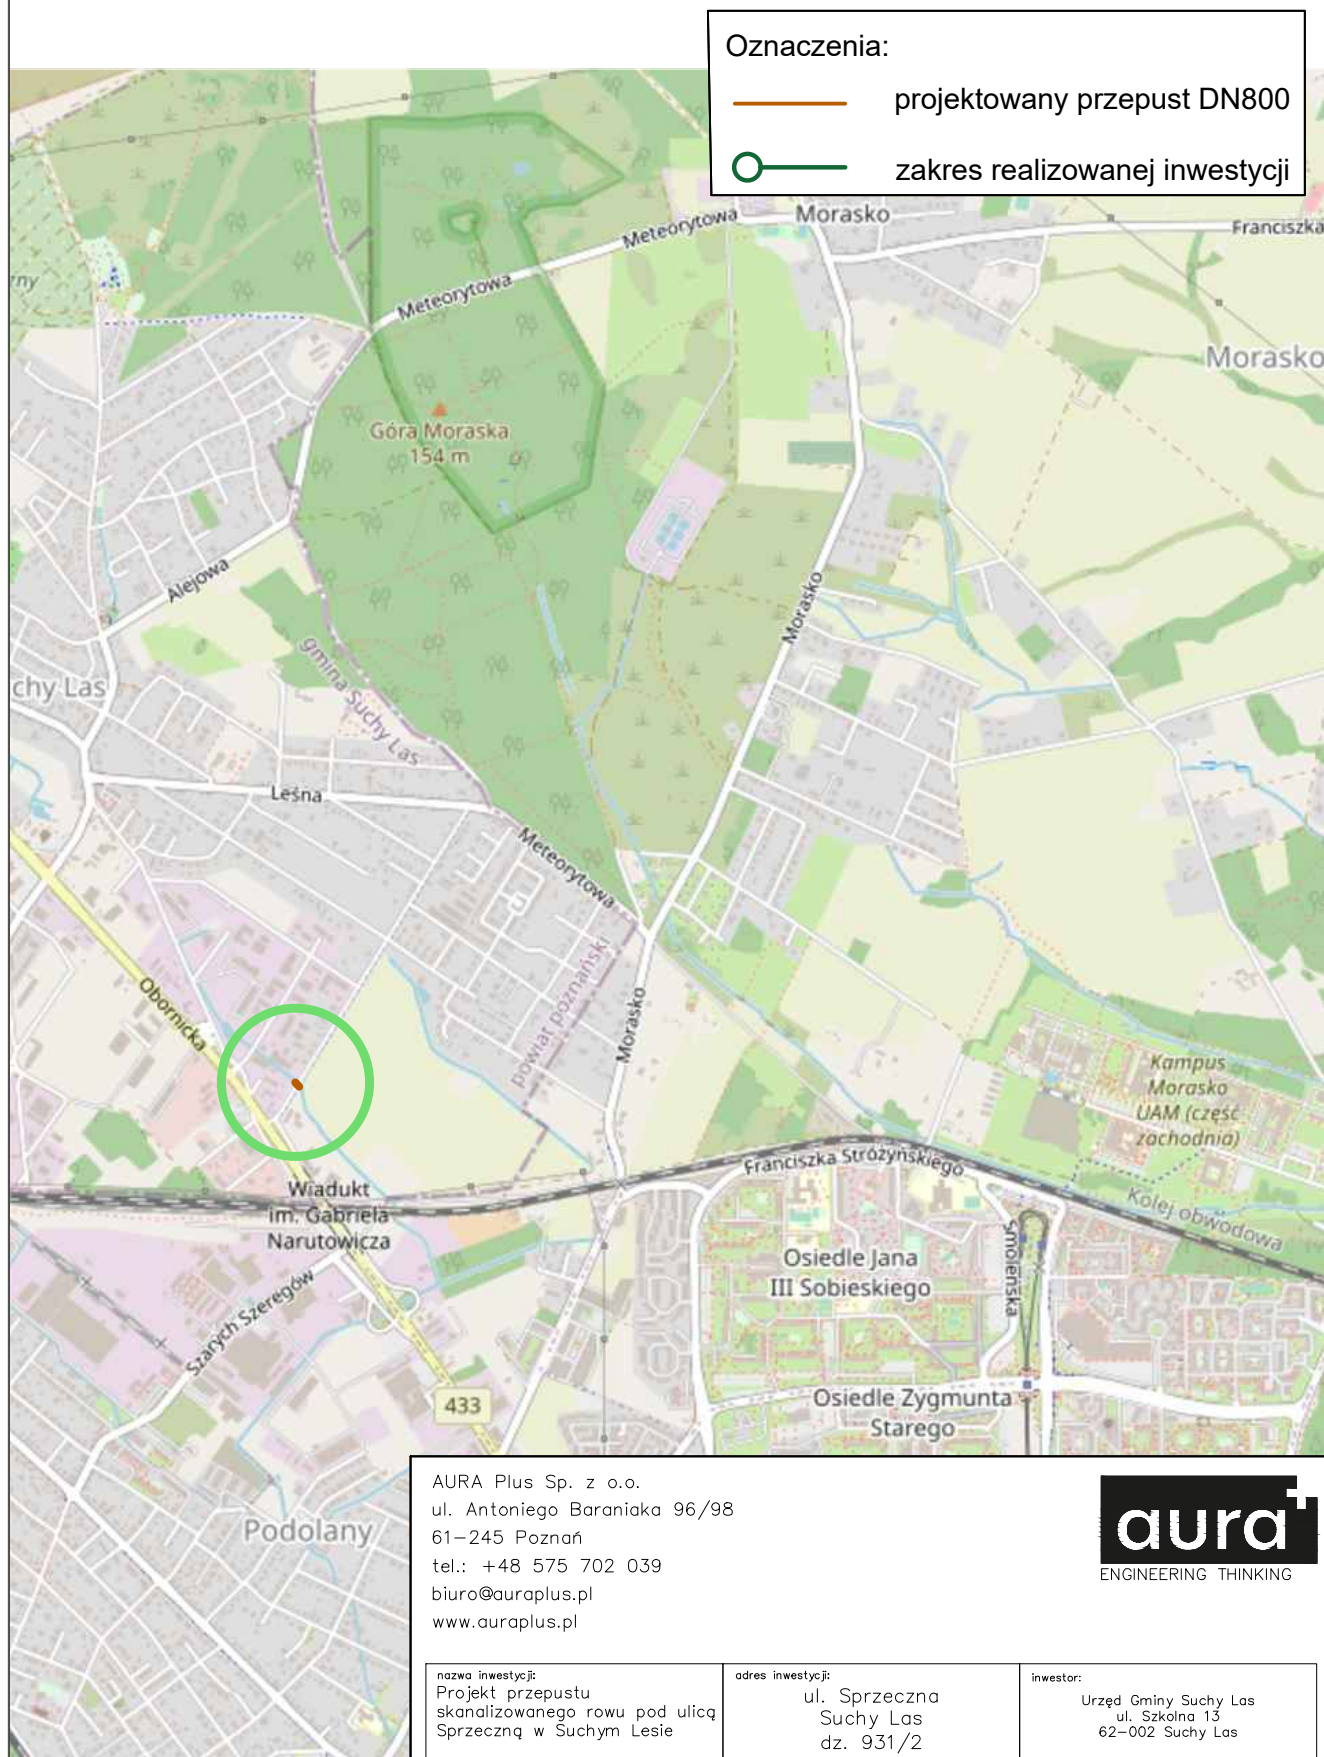 Oznaczenia:
projektowany przepust DN800
zakres realizowanej inwestycji
Meteorytowa
Morasko
Franciszka
Meteorytowa
Morasko
Góra Moraska
154 m
Alejowa
Morasko
gmina Suchy Las
chy Las
Leśna
Meteorytowa
Obornicka
powiat poznański
Morasko
Kampus
Morasko
UAM (część
zachodnia)
Franciszka Stróżyńskiego
Kolej obwodowa
Wiadukt
im. Gabriela
Narutowicza
Smoleńska
Osiedle Jana
III Sobieskiego
Szarych Szeregów
433
Osiedle Zygmunta
Starego
Podolany
AURA Plus Sp. z o.o.
ul. Antoniego Baraniaka 96/98
61-245 Poznań
tel.: +48 575 702 039
biuro@auraplus.pl
www.auraplus.pl
aura+
ENGINEERING THINKING
nazwa inwestycji:
Projekt przepustu
skanalizowanego rowu pod ulicą
Sprzeczną w Suchym Lesie
adres inwestycji:
ul. Sprzeczna
Suchy Las
dz. 931/2
inwestor:
Urzęd Gminy Suchy Las
ul. Szkolna 13
62-002 Suchy Las